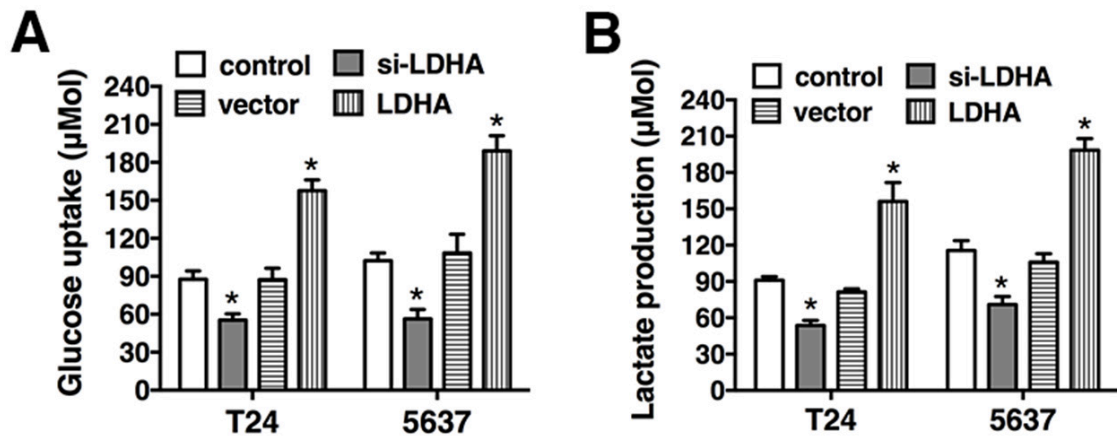 A
control
si-LDHA
vector
LDHA
Glucose uptake (μMol)
240
210
180
150
120
90
60
30
0
*
*
*
*
T24
5637
B
control
si-LDHA
vector
LDHA
Lactate production (μMol)
240
210
180
150
120
90
60
30
0
*
*
*
*
T24
5637